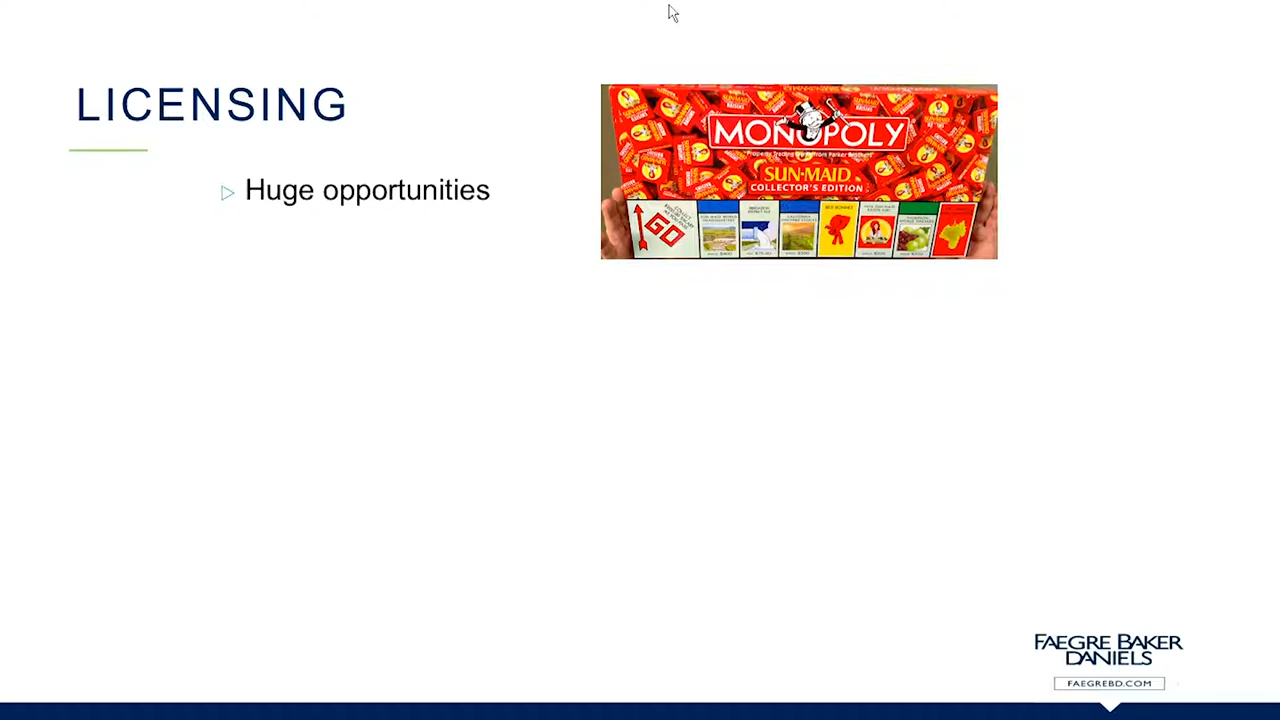 LICENSING
Huge opportunities
MONOPOLY
SUN-MAID
COLLECTOR'S EDITION
GO
FAEGRE BAKER
DANIELS
FAEGREBD.COM